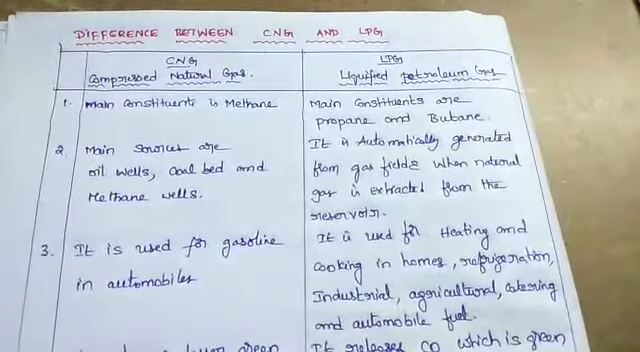 DIFFERENCE BETWEEN CNG AND LPG
CNG
Compressed Natural Gas.
LPG
Liquified petroleum Gas
1. Main Constituent is Methane
Main Constituents are
propane and Butane.
2. Main Sources are
oil wells, coal bed and
Methane wells.
It is Automatically generated
from gas fields when natural
gas is extracted from the
reservoir.
3. It is used for gasoline
in automobiles
It is used for Heating and
cooking in homes, refrigeration,
Industrial, agricultural, catering
and automobile fuel.
green
It releases CO which is green